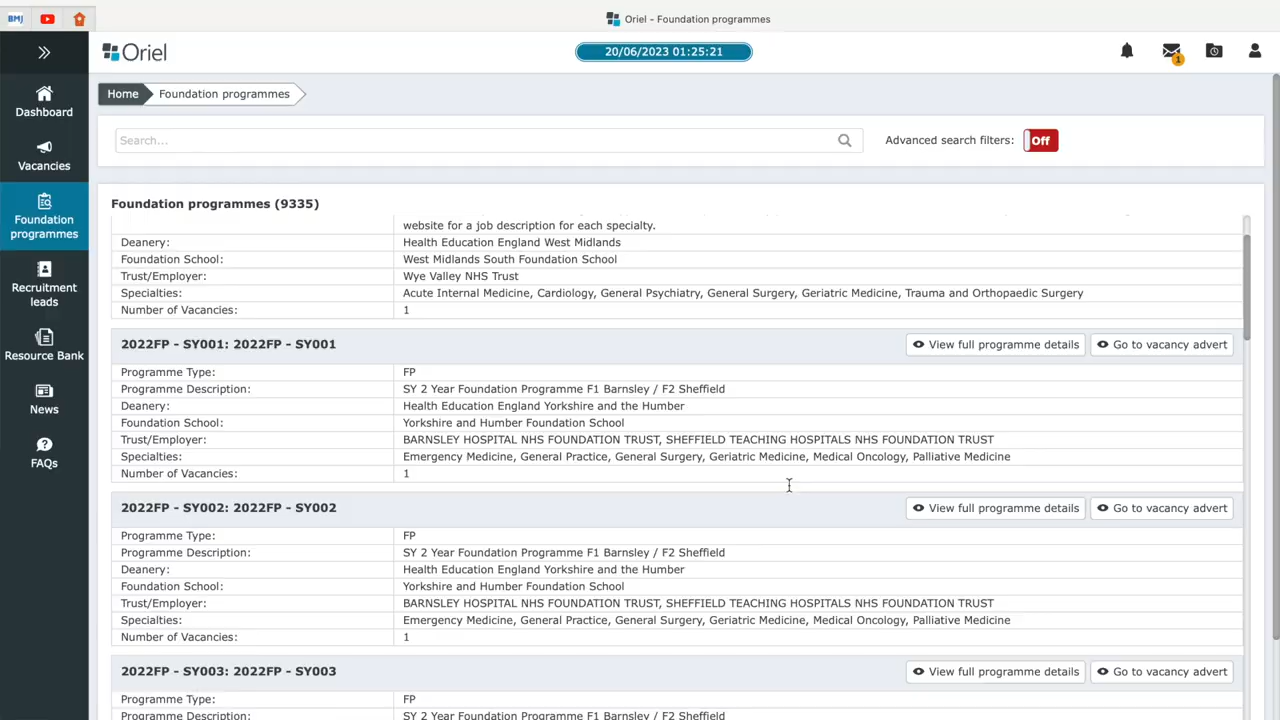 BMJ
Oriel - Foundation programmes
Oriel
20/06/2023 01:25:21
1
Dashboard
Vacancies
Foundation
programmes
Recruitment
leads
Resource Bank
News
FAQs
Home
Foundation programmes
Search...
Advanced search filters:
Off
Foundation programmes (9335)
website for a job description for each specialty.
Deanery: Health Education England West Midlands
Foundation School: West Midlands South Foundation School
Trust/Employer: Wye Valley NHS Trust
Specialties: Acute Internal Medicine, Cardiology, General Psychiatry, General Surgery, Geriatric Medicine, Trauma and Orthopaedic Surgery
Number of Vacancies: 1
2022FP - SY001: 2022FP - SY001 View full programme details Go to vacancy advert
Programme Type: FP
Programme Description: SY 2 Year Foundation Programme F1 Barnsley / F2 Sheffield
Deanery: Health Education England Yorkshire and the Humber
Foundation School: Yorkshire and Humber Foundation School
Trust/Employer: BARNSLEY HOSPITAL NHS FOUNDATION TRUST, SHEFFIELD TEACHING HOSPITALS NHS FOUNDATION TRUST
Specialties: Emergency Medicine, General Practice, General Surgery, Geriatric Medicine, Medical Oncology, Palliative Medicine
Number of Vacancies: 1
2022FP - SY002: 2022FP - SY002 View full programme details Go to vacancy advert
Programme Type: FP
Programme Description: SY 2 Year Foundation Programme F1 Barnsley / F2 Sheffield
Deanery: Health Education England Yorkshire and the Humber
Foundation School: Yorkshire and Humber Foundation School
Trust/Employer: BARNSLEY HOSPITAL NHS FOUNDATION TRUST, SHEFFIELD TEACHING HOSPITALS NHS FOUNDATION TRUST
Specialties: Emergency Medicine, General Practice, General Surgery, Geriatric Medicine, Medical Oncology, Palliative Medicine
Number of Vacancies: 1
2022FP - SY003: 2022FP - SY003 View full programme details Go to vacancy advert
Programme Type: FP
Programme Description: SY 2 Year Foundation Programme F1 Barnsley / F2 Sheffield